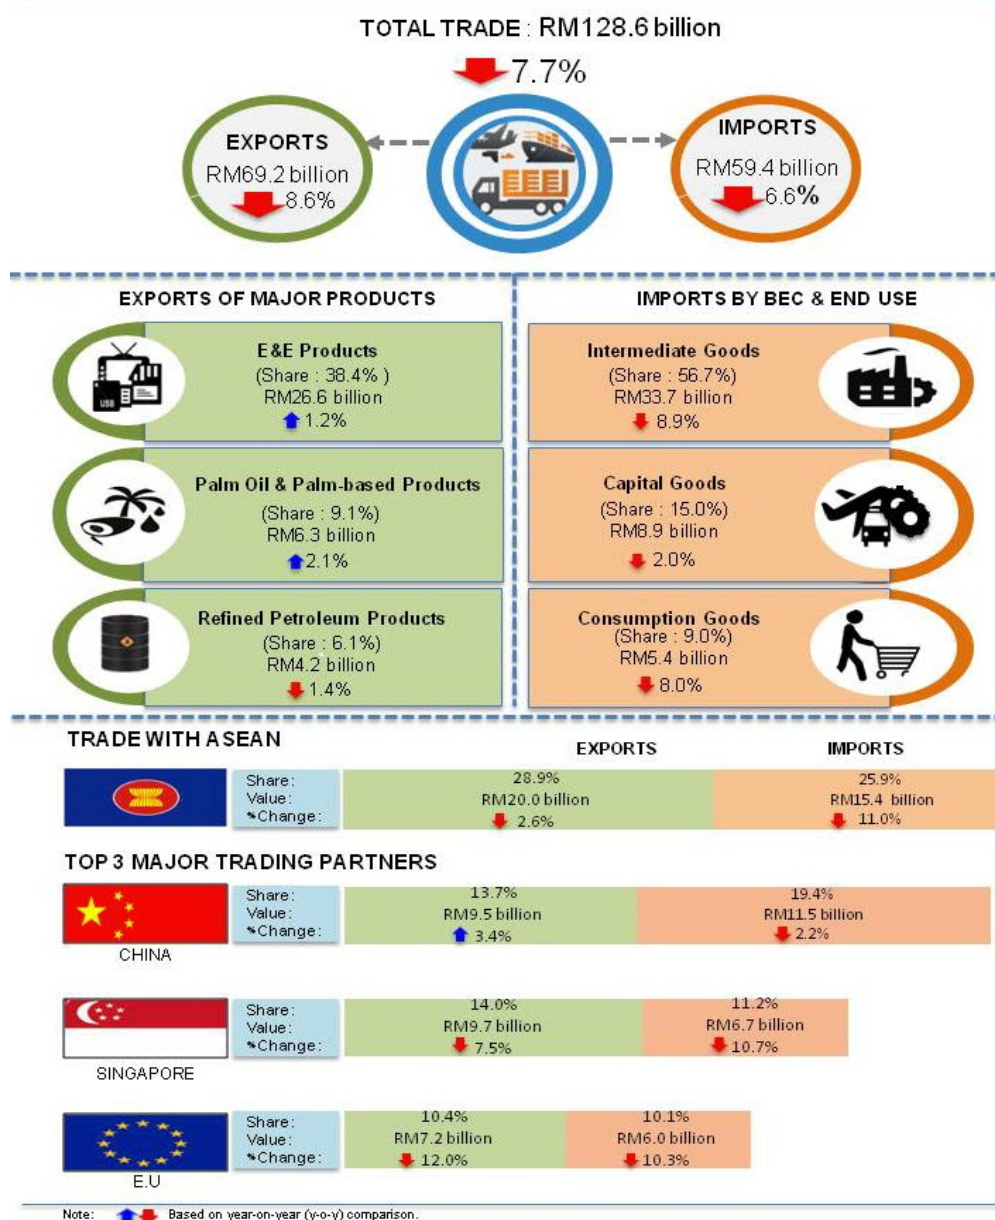 TOTAL TRADE : RM128.6 billion
7.7%
EXPORTS
RM69.2 billion
8.6%
IMPORTS
RM59.4 billion
6.6%
EXPORTS OF MAJOR PRODUCTS
E&E Products
(Share : 38.4% )
RM26.6 billion
1.2%
USB
Palm Oil & Palm-based Products
(Share : 9.1%)
RM6.3 billion
2.1%
Refined Petroleum Products
(Share : 6.1%)
RM4.2 billion
1.4%
IMPORTS BY BEC & END USE
Intermediate Goods
(Share : 56.7%)
RM33.7 billion
8.9%
Capital Goods
(Share : 15.0%)
RM8.9 billion
2.0%
Consumption Goods
(Share : 9.0%)
RM5.4 billion
8.0%
TRADE WITH ASEAN
EXPORTS IMPORTS
Share: 28.9% 25.9%
Value: RM20.0 billion RM15.4 billion
%Change: 2.6% 11.0%
TOP 3 MAJOR TRADING PARTNERS
Share: 13.7% 19.4%
Value: RM9.5 billion RM11.5 billion
%Change: 3.4% 2.2%
CHINA
Share: 14.0% 11.2%
Value: RM9.7 billion RM6.7 billion
%Change: 7.5% 10.7%
SINGAPORE
Share: 10.4% 10.1%
Value: RM7.2 billion RM6.0 billion
%Change: 12.0% 10.3%
E.U
Note: Based on year-on-year (y-o-y) comparison.